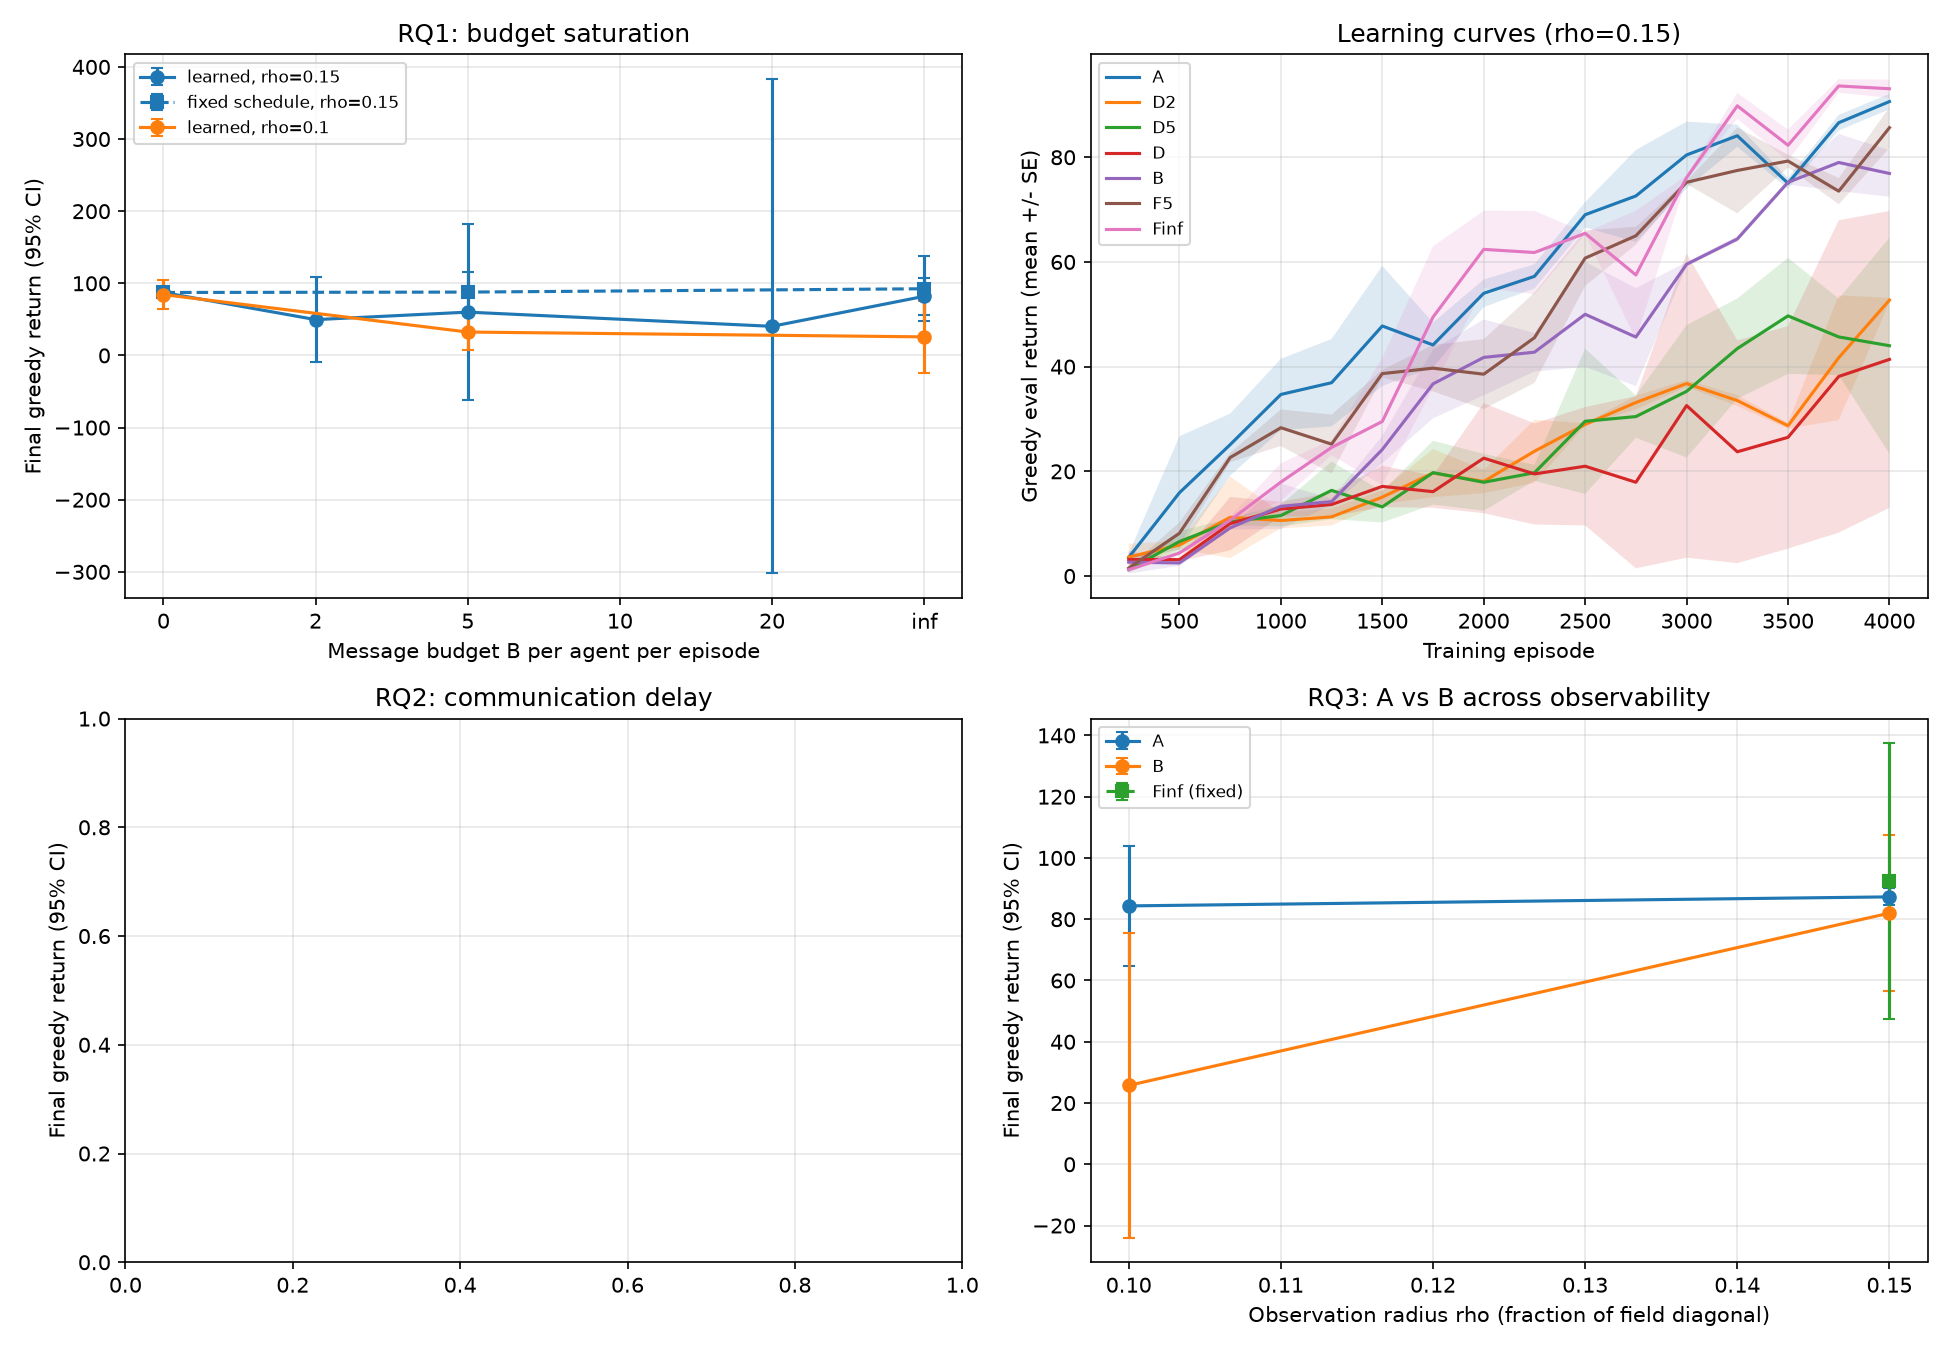 RQ1: budget saturation
400
300
200
100
0
−100
−200
−300
Final greedy return (95% CI)
learned, rho=0.15
fixed schedule, rho=0.15
learned, rho=0.1
0 2 5 10 20 inf
Message budget B per agent per episode
Learning curves (rho=0.15)
80
60
40
20
0
Greedy eval return (mean +/- SE)
A
D2
D5
D
B
F5
Finf
500 1000 1500 2000 2500 3000 3500 4000
Training episode
RQ2: communication delay
1.0
0.8
0.6
0.4
0.2
0.0
Final greedy return (95% CI)
0.0 0.2 0.4 0.6 0.8 1.0
RQ3: A vs B across observability
140
120
100
80
60
40
20
0
−20
Final greedy return (95% CI)
A
B
Finf (fixed)
0.10 0.11 0.12 0.13 0.14 0.15
Observation radius rho (fraction of field diagonal)